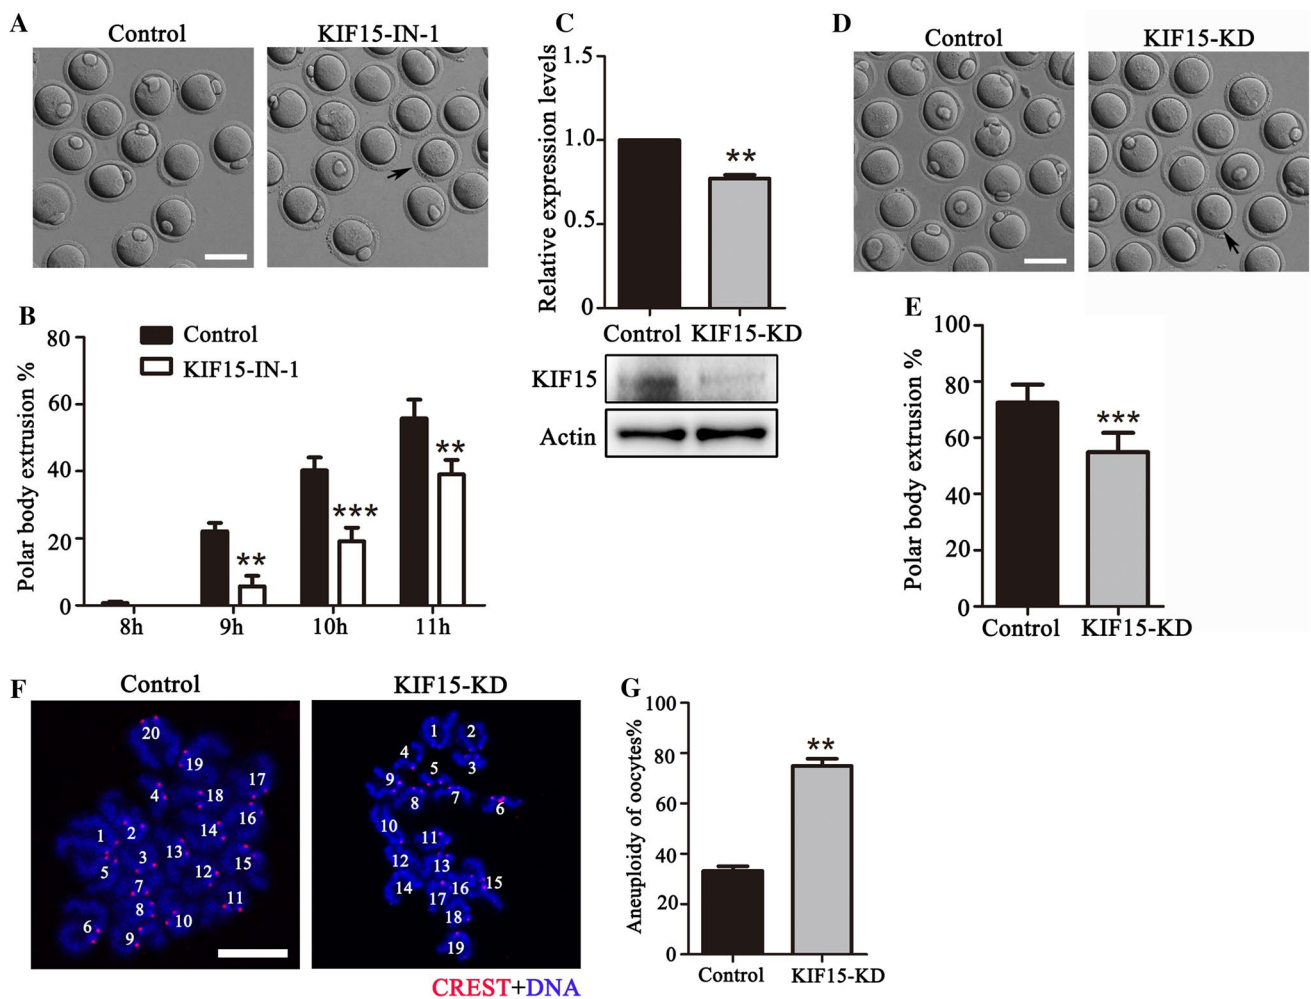 A
Control
KIF15-IN-1
B
Polar body extrusion %
80
60
40
20
0
Control
KIF15-IN-1
**
***
**
8h
9h
10h
11h
C
Relative expression levels
1.5
1.0
0.5
0
**
Control
KIF15-KD
KIF15
Actin
D
Control
KIF15-KD
E
Polar body extrusion %
100
80
60
40
20
0
***
Control
KIF15-KD
F
Control
20
19
17
4
18
16
1
2
14
3
13
15
5
12
7
11
8
10
6
9
KIF15-KD
1
2
4
3
5
9
8
7
6
10
11
12
13
14
16
15
17
18
19
CREST+DNA
G
Aneuploidy of oocytes%
100
80
60
40
20
0
**
Control
KIF15-KD